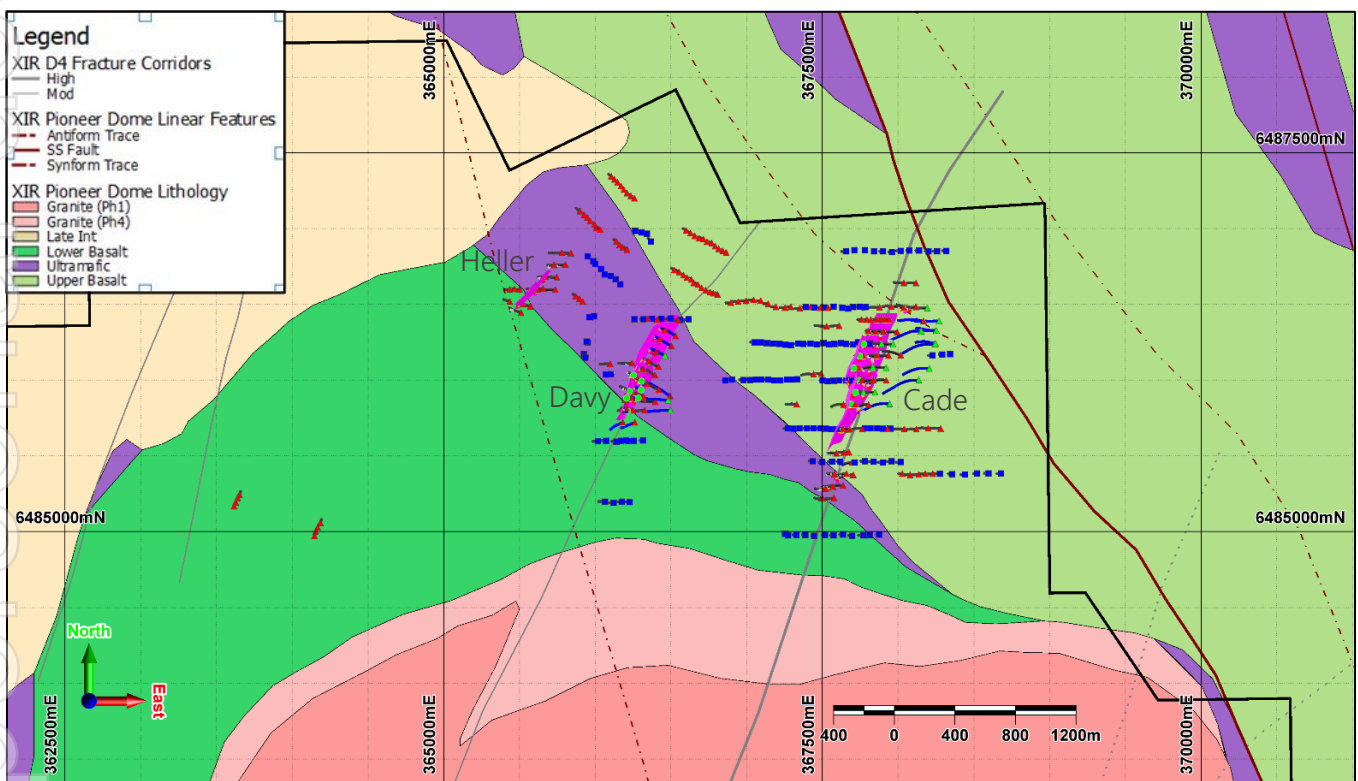 Legend
XIR D4 Fracture Corridors
High
Mod
XIR Pioneer Dome Linear Features
Antiform Trace
SS Fault
Synform Trace
XIR Pioneer Dome Lithology
Granite (Ph1)
Granite (Ph4)
Late Int
Lower Basalt
Ultramafic
Upper Basalt
365000mE
367500mE
370000mE
6487500mN
Heller
Davy
Cade
6485000mN
6485000mN
North
East
362500mE
365000mE
367500mE
370000mE
400 0 400 800 1200m